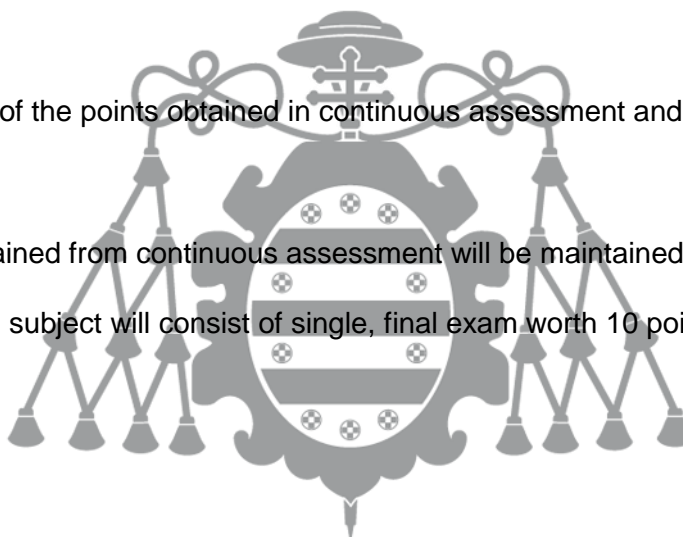 of the points obtained in continuous assessment and
ained from continuous assessment will be maintained
subject will consist of single, final exam worth 10 poi